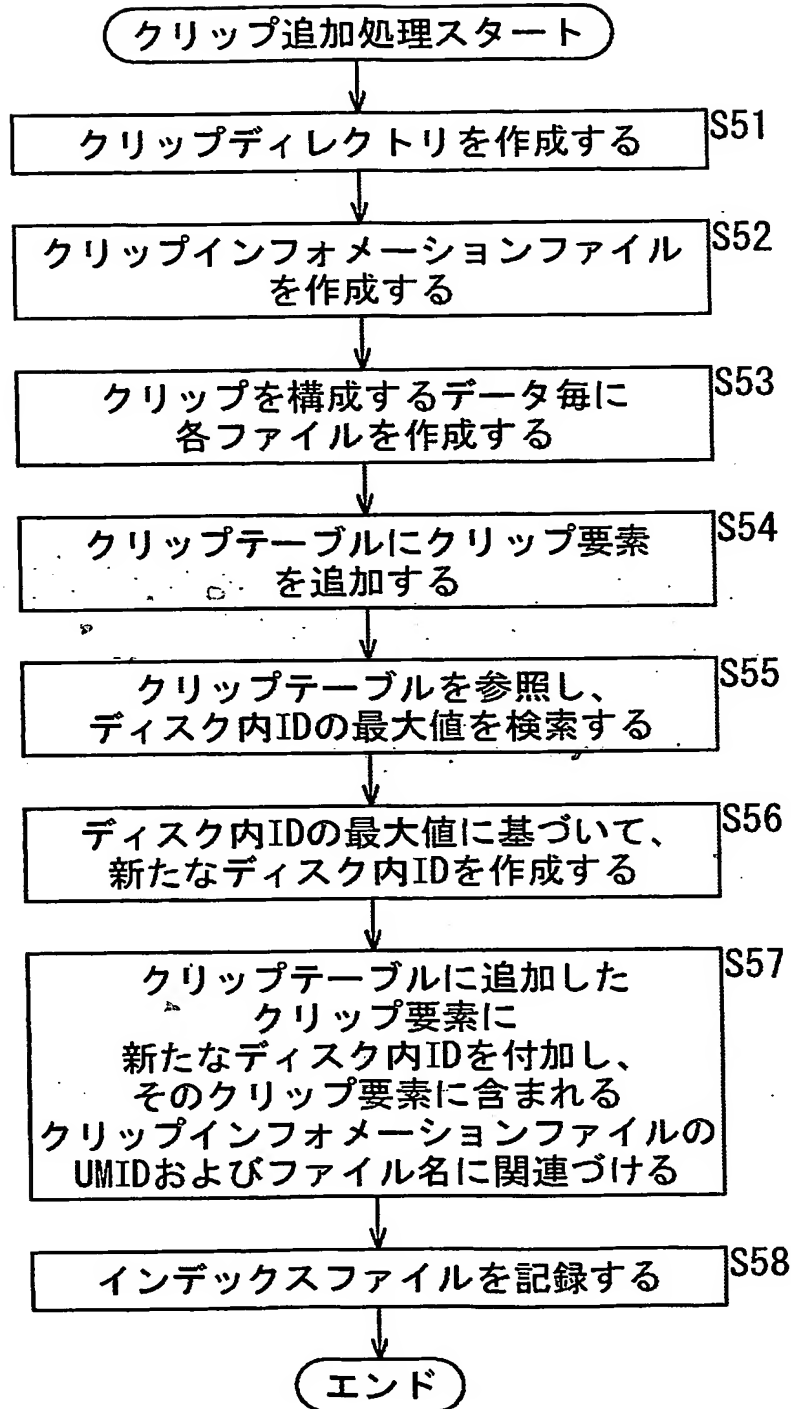 クリップ追加処理スタート
S51
クリップディレクトリを作成する
S52
クリップインフォメーションファイル
を作成する
S53
クリップを構成するデータ毎に
各ファイルを作成する
S54
クリップテーブルにクリップ要素
を追加する
S55
クリップテーブルを参照し、
ディスク内IDの最大値を検索する
S56
ディスク内IDの最大値に基づいて、
新たなディスク内IDを作成する
S57
クリップテーブルに追加した
クリップ要素に
新たなディスク内IDを付加し、
そのクリップ要素に含まれる
クリップインフォメーションファイルの
UMIDおよびファイル名に関連づける
S58
インデックスファイルを記録する
エンド